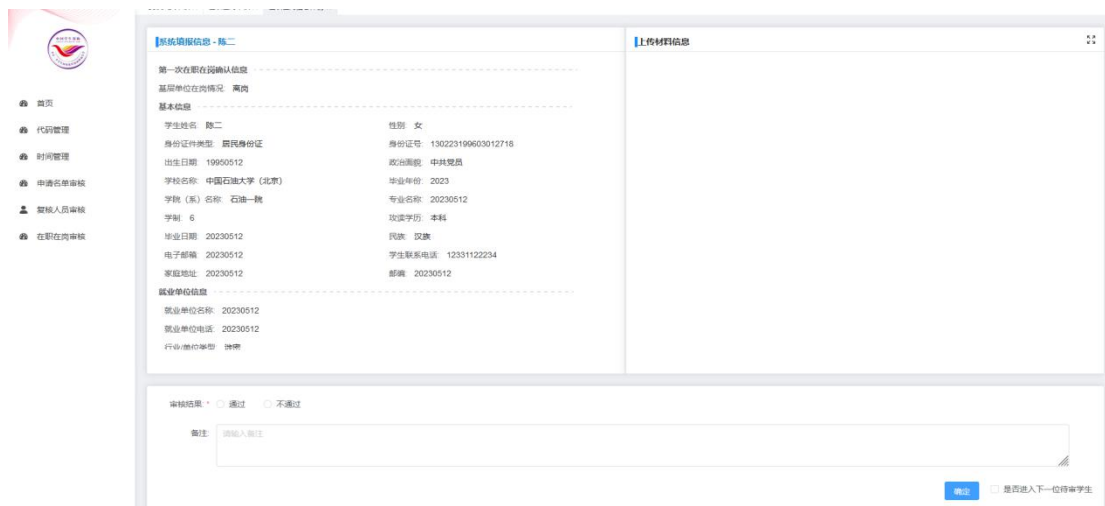 系统填报信息 - 陈二
上传材料信息
第一次在职在岗确认信息
基层单位在岗情况: 离岗
首页
基本信息
学生姓名: 陈二 性别: 女
代码管理
身份证件类型: 居民身份证 身份证号: 130223199603012718
时间管理
出生日期: 19950512 政治面貌: 中共党员
申请名单审核
学校名称: 中国石油大学（北京） 毕业年份: 2023
学院（系）名称: 石油一院 专业名称: 20230512
复核人员审核
学制: 6 攻读学历: 本科
在职在岗审核
毕业日期: 20230512 民族: 汉族
电子邮箱: 20230512 学生联系电话: 12331122234
家庭地址: 20230512 邮编: 20230512
就业单位信息
就业单位名称: 20230512
就业单位电话: 20230512
行业/单位类型:
审核结果: * 通过 不通过
备注: 请输入备注
确定 是否进入下一位待审学生